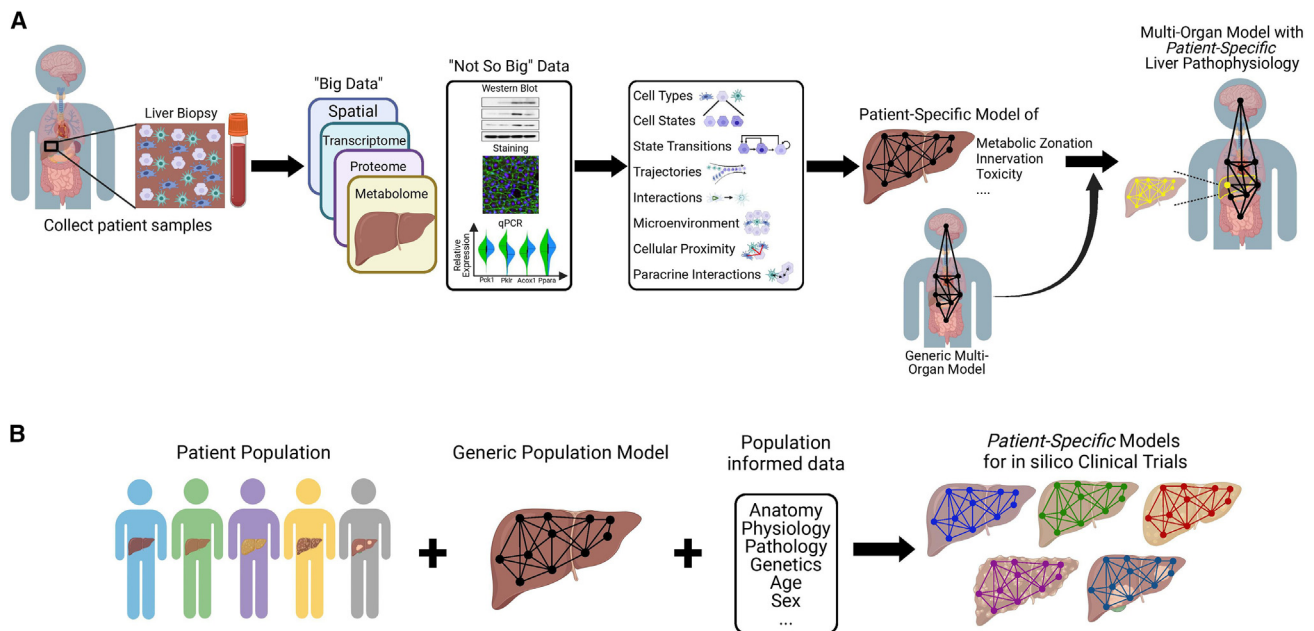 A
Liver Biopsy
Collect patient samples
"Big Data"
Spatial
Transcriptome
Proteome
Metabolome
"Not So Big" Data
Western Blot
Staining
qPCR
Relative
Expression
Pck1 Pklr Acox1 Ppara
Cell Types
Cell States
State Transitions
Trajectories
Interactions
Microenvironment
Cellular Proximity
Paracrine Interactions
Patient-Specific Model of
Metabolic Zonation
Innervation
Toxicity
....
Generic Multi-
Organ Model
Multi-Organ Model with
Patient-Specific
Liver Pathophysiology
B
Patient Population
Generic Population Model
Population
informed data
Anatomy
Physiology
Pathology
Genetics
Age
Sex
...
Patient-Specific Models
for in silico Clinical Trials